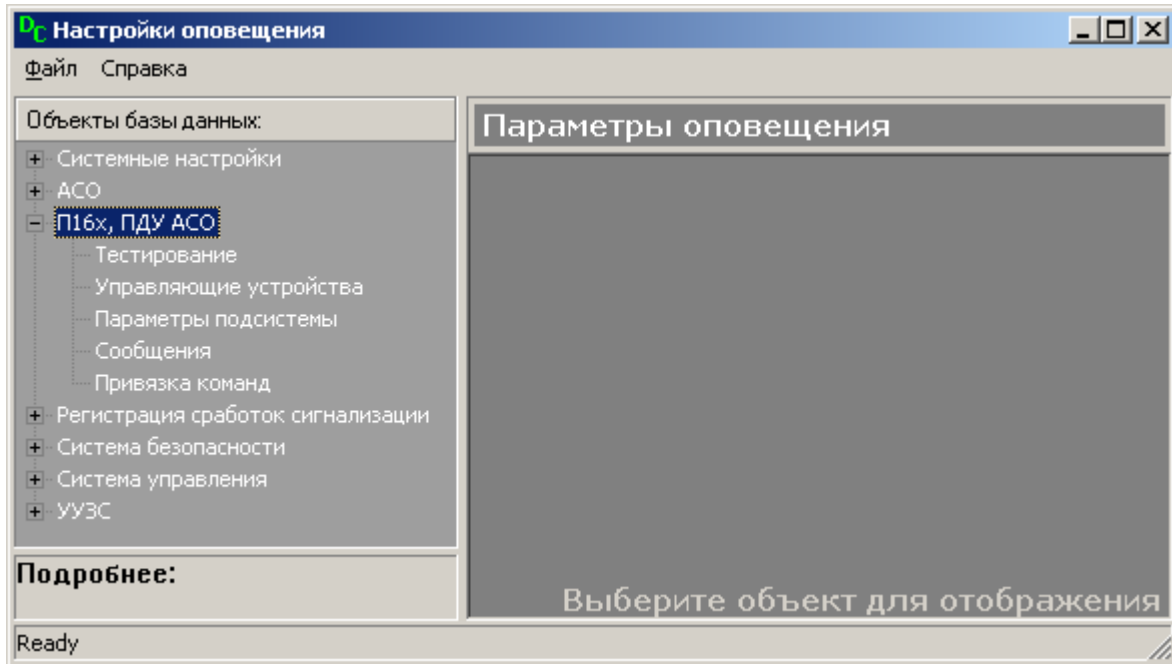 DC Настройки оповещения
Файл Справка
Объекты базы данных:
Параметры оповещения
Системные настройки
АСО
П16х, ПДУ АСО
Тестирование
Управляющие устройства
Параметры подсистемы
Сообщения
Привязка команд
Регистрация сработок сигнализации
Система безопасности
Система управления
УУЗС
Подробнее:
Выберите объект для отображения
Ready